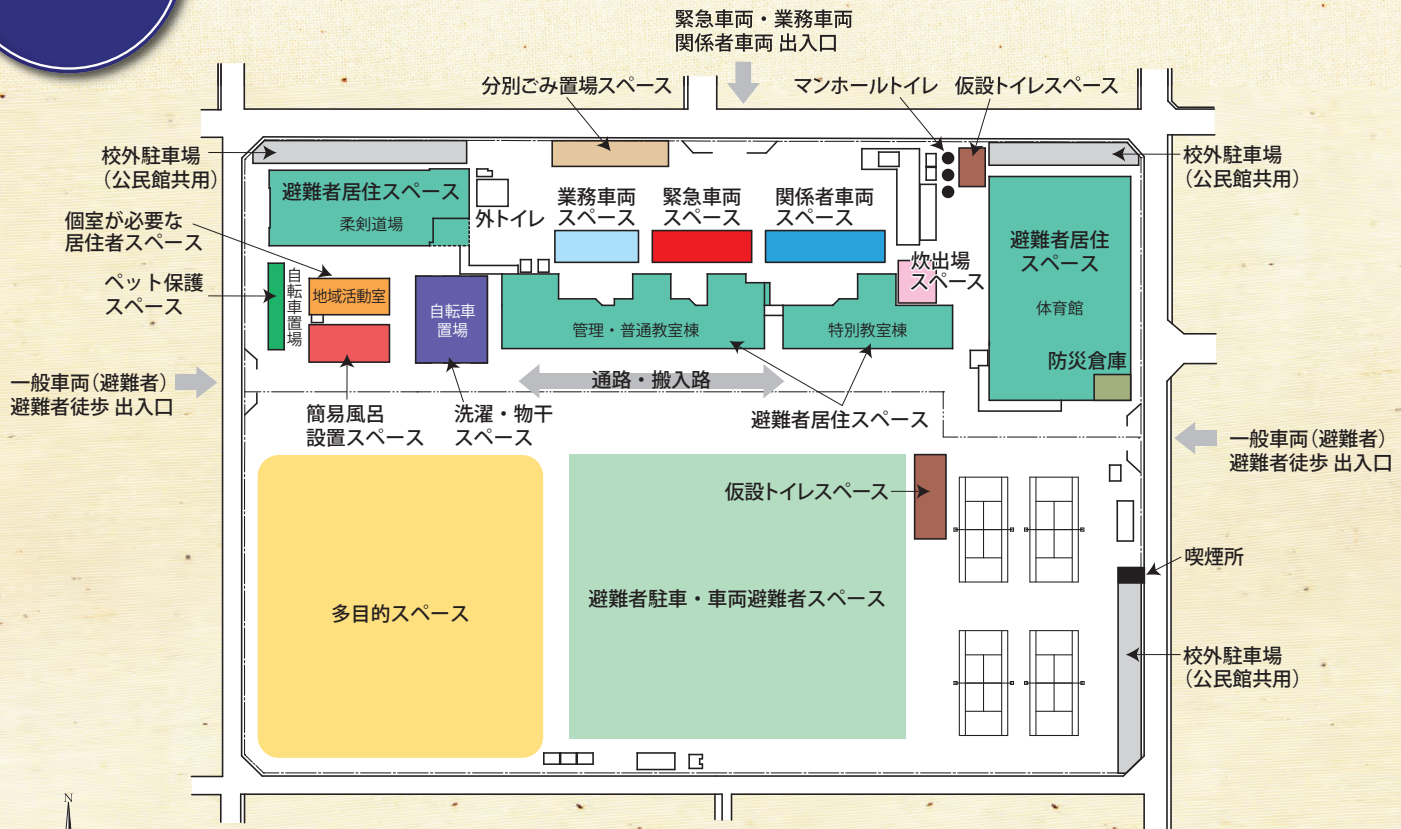 緊急車両・業務車両
関係者車両 出入口
分別ごみ置場スペース
マンホールトイレ
仮設トイレスペース
校外駐車場
（公民館共用）
校外駐車場
（公民館共用）
避難者居住スペース
柔剣道場
外トイレ
業務車両
スペース
緊急車両
スペース
関係者車両
スペース
個室が必要な
居住者スペース
避難者居住
スペース
体育館
炊出場
スペース
ペット保護
スペース
自転車置場
地域活動室
自転車
置場
管理・普通教室棟
特別教室棟
防災倉庫
一般車両（避難者）
避難者徒歩 出入口
通路・搬入路
簡易風呂
設置スペース
洗濯・物干
スペース
避難者居住スペース
一般車両（避難者）
避難者徒歩 出入口
仮設トイレスペース
喫煙所
多目的スペース
避難者駐車・車両避難者スペース
校外駐車場
（公民館共用）
N